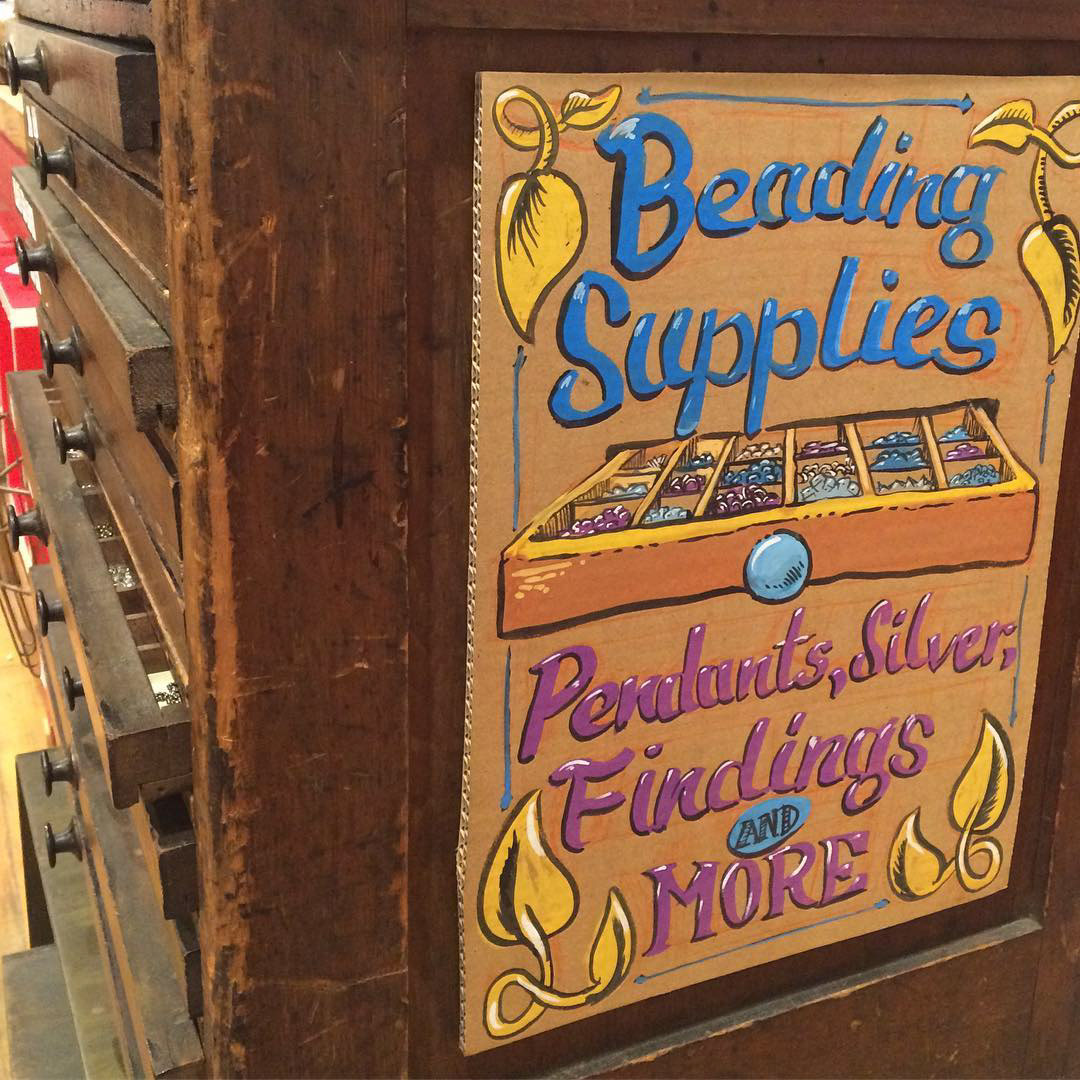 Beading
Supplies
Pendants, Silver,
Findings
AND
MORE